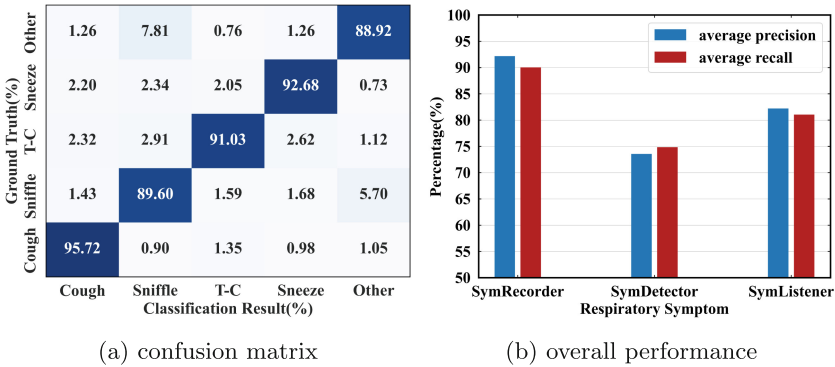 Ground Truth(%)
Other 1.26 7.81 0.76 1.26 88.92
Sneeze 2.20 2.34 2.05 92.68 0.73
T-C 2.32 2.91 91.03 2.62 1.12
Sniffle 1.43 89.60 1.59 1.68 5.70
Cough 95.72 0.90 1.35 0.98 1.05
Cough Sniffle T-C Sneeze Other
Classification Result(%)
(a) confusion matrix
Percentage(%)
100
95
90
85
80
75
70
65
60
55
50
average precision
average recall
SymRecorder SymDetector SymListener
Respiratory Symptom
(b) overall performance